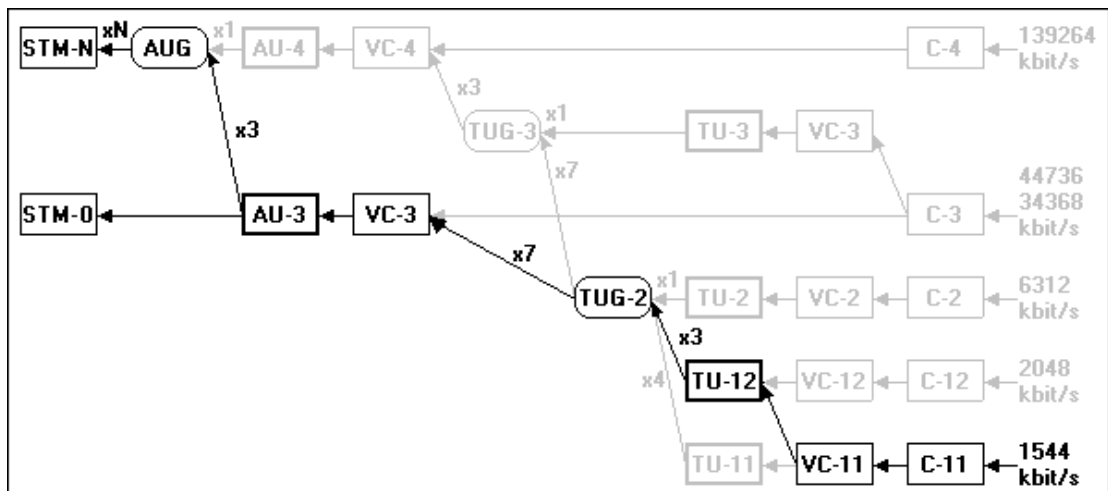 xN
x1
139264
STM-N
AUG
AU-4
VC-4
C-4
kbit/s
x3
x1
TUG-3
TU-3
VC-3
x3
x7
44736
STM-0
AU-3
VC-3
C-3
34368
kbit/s
x7
x1
6312
TUG-2
TU-2
VC-2
C-2
kbit/s
x3
2048
x4
TU-12
VC-12
C-12
kbit/s
1544
TU-11
VC-11
C-11
kbit/s